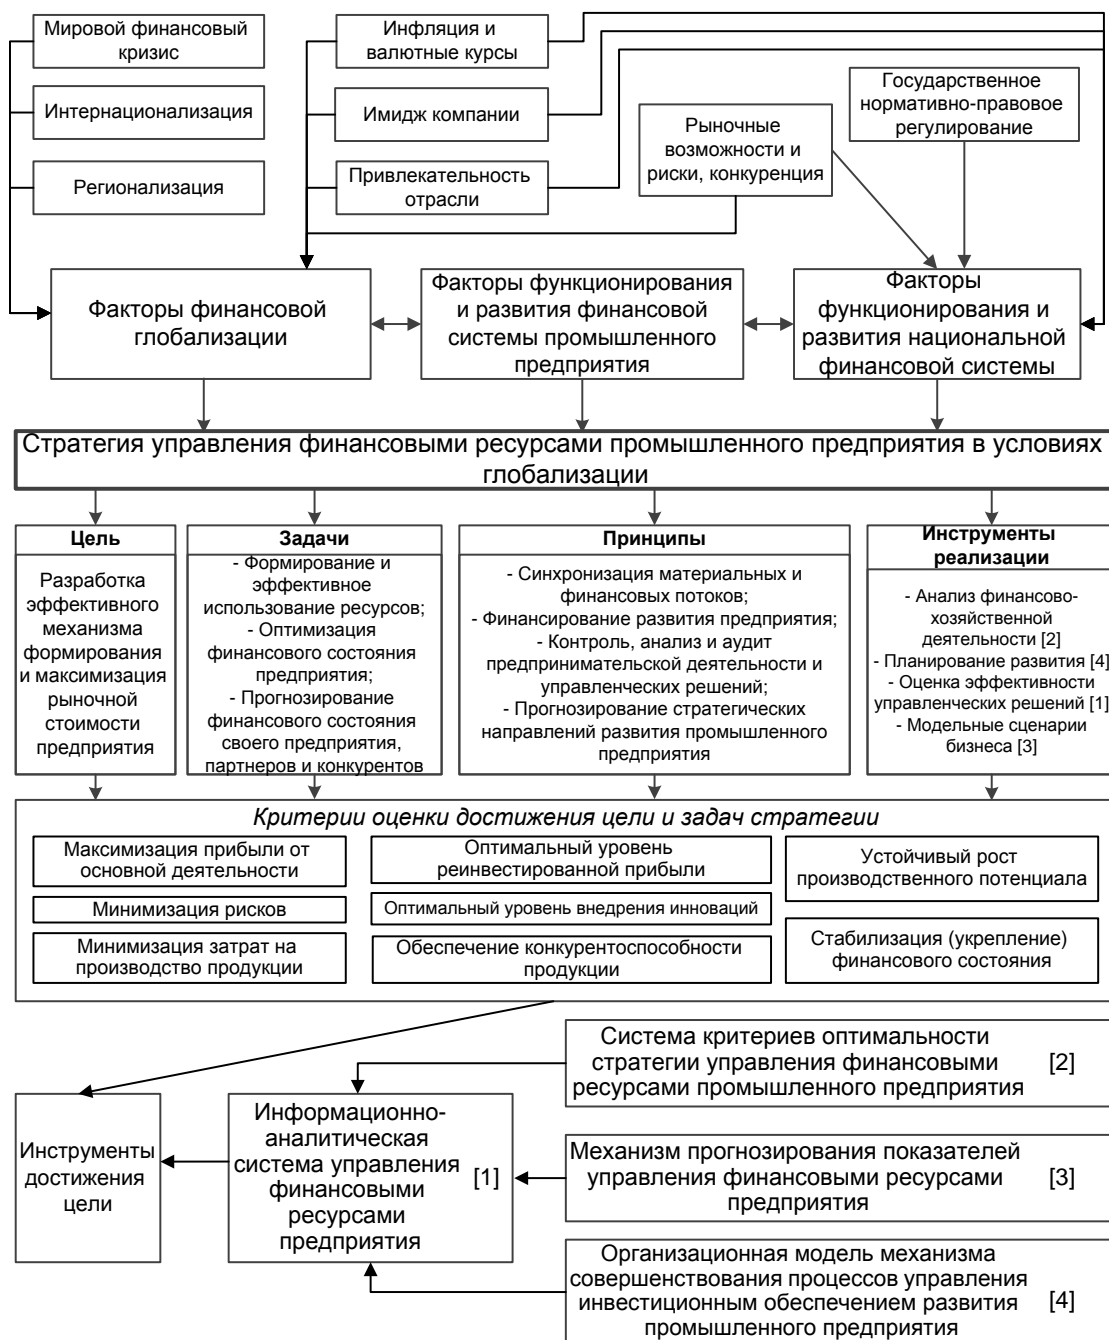 Мировой финансовый
кризис
Инфляция и
валютные курсы
Государственное
нормативно-правовое
регулирование
Интернационализация
Имидж компании
Рыночные
возможности и
риски, конкуренция
Регионализация
Привлекательность
отрасли
Факторы финансовой
глобализации
Факторы функционирования
и развития финансовой
системы промышленного
предприятия
Факторы
функционирования и
развития национальной
финансовой системы
Стратегия управления финансовыми ресурсами промышленного предприятия в условиях
глобализации
Цель
Разработка
эффективного
механизма
формирования
и максимизация
рыночной
стоимости
предприятия
Задачи
- Формирование и
эффективное
использование ресурсов;
- Оптимизация
финансового состояния
предприятия;
- Прогнозирование
финансового состояния
своего предприятия,
партнеров и конкурентов
Принципы
- Синхронизация материальных и
финансовых потоков;
- Финансирование развития предприятия;
- Контроль, анализ и аудит
предпринимательской деятельности и
управленческих решений;
- Прогнозирование стратегических
направлений развития промышленного
предприятия
Инструменты
реализации
- Анализ финансово-
хозяйственной
деятельности [2]
- Планирование развития [4]
- Оценка эффективности
управленческих решений [1]
- Модельные сценарии
бизнеса [3]
Критерии оценки достижения цели и задач стратегии
Максимизация прибыли от
основной деятельности
Оптимальный уровень
реинвестированной прибыли
Устойчивый рост
производственного потенциала
Минимизация рисков
Оптимальный уровень внедрения инноваций
Минимизация затрат на
производство продукции
Обеспечение конкурентоспособности
продукции
Стабилизация (укрепление)
финансового состояния
Инструменты
достижения
цели
Информационно-
аналитическая
система управления
финансовыми
ресурсами
предприятия
[1]
Система критериев оптимальности
стратегии управления финансовыми
ресурсами промышленного предприятия
[2]
Механизм прогнозирования показателей
управления финансовыми ресурсами
предприятия
[3]
Организационная модель механизма
совершенствования процессов управления
инвестиционным обеспечением развития
промышленного предприятия
[4]